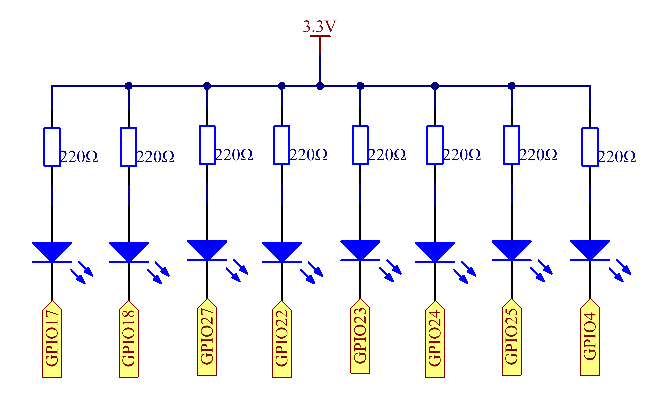 3.3V
220Ω 220Ω 220Ω 220Ω 220Ω 220Ω 220Ω 220Ω
GPIO17 GPIO18 GPIO27 GPIO22 GPIO23 GPIO24 GPIO25 GPIO4